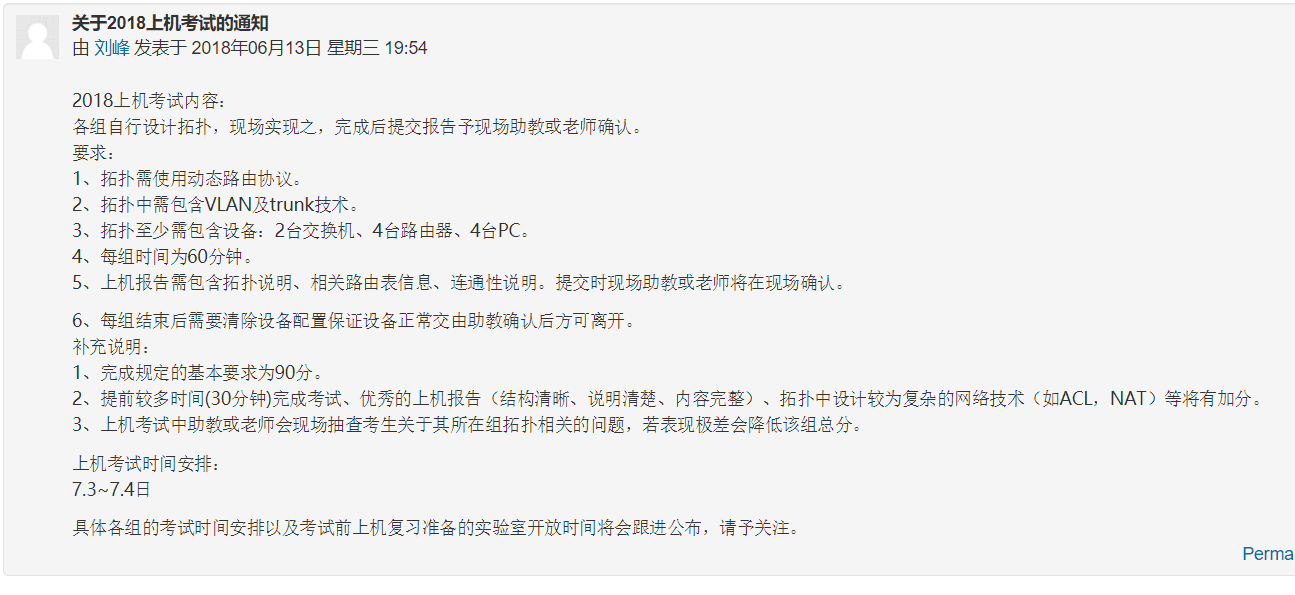 关于2018上机考试的通知
由 刘峰 发表于 2018年06月13日 星期三 19:54
2018上机考试内容：
各组自行设计拓扑，现场实现之，完成后提交报告予现场助教或老师确认。
要求：
1、拓扑需使用动态路由协议。
2、拓扑中需包含VLAN及trunk技术。
3、拓扑至少需包含设备：2台交换机、4台路由器、4台PC。
4、每组时间为60分钟。
5、上机报告需包含拓扑说明、相关路由表信息、连通性说明。提交时现场助教或老师将在现场确认。
6、每组结束后需要清除设备配置保证设备正常交由助教确认后方可离开。
补充说明：
1、完成规定的基本要求为90分。
2、提前较多时间(30分钟)完成考试、优秀的上机报告（结构清晰、说明清楚、内容完整）、拓扑中设计较为复杂的网络技术（如ACL，NAT）等将有加分。
3、上机考试中助教或老师会现场抽查考生关于其所在组拓扑相关的问题，若表现极差会降低该组总分。
上机考试时间安排：
7.3~7.4日
具体各组的考试时间安排以及考试前上机复习准备的实验室开放时间将会跟进公布，请予关注。
Perma